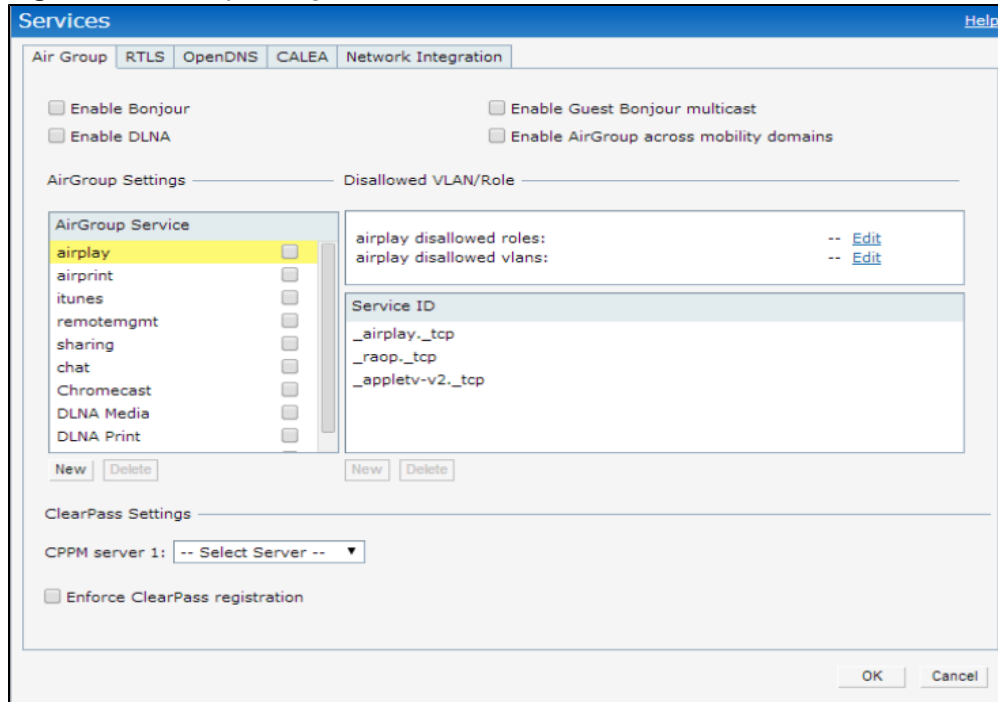 Services Help
Air Group RTLS OpenDNS CALEA Network Integration
Enable Bonjour Enable Guest Bonjour multicast
Enable DLNA Enable AirGroup across mobility domains
AirGroup Settings Disallowed VLAN/Role
AirGroup Service
airplay
airprint
itunes
remotemgmt
sharing
chat
Chromecast
DLNA Media
DLNA Print
airplay disallowed roles: -- Edit
airplay disallowed vlans: -- Edit
Service ID
_airplay._tcp
_raop._tcp
_appletv-v2._tcp
New Delete New Delete
ClearPass Settings
CPPM server 1: -- Select Server --
Enforce ClearPass registration
OK Cancel